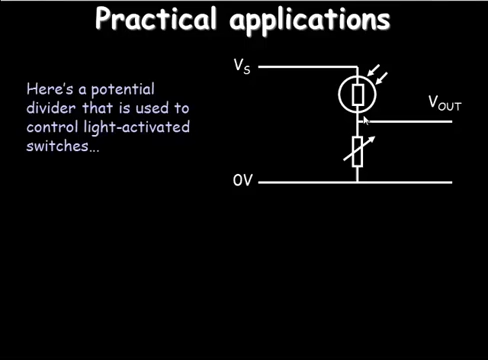 Practical applications
Here's a potential
divider that is used to
control light-activated
switches...
VS
VOUT
0V